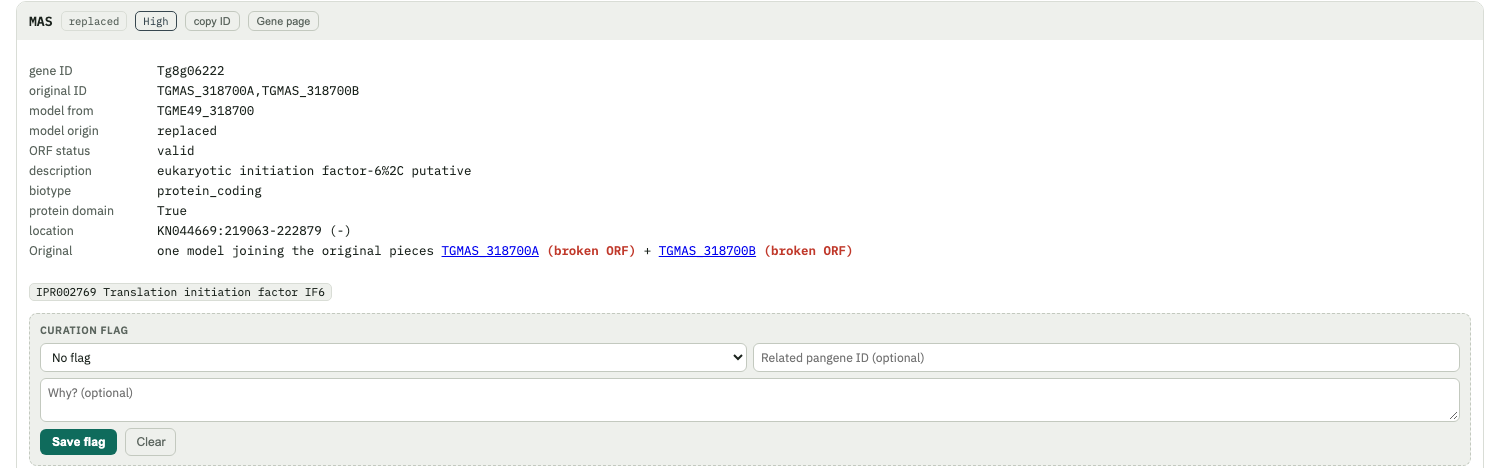 MAS replaced High copy ID Gene page
gene ID Tg8g06222
original ID TGMAS_318700A,TGMAS_318700B
model from TGME49_318700
model origin replaced
ORF status valid
description eukaryotic initiation factor-6%2C putative
biotype protein_coding
protein domain True
location KN044669:219063-222879 (-)
Original one model joining the original pieces TGMAS_318700A (broken ORF) + TGMAS_318700B (broken ORF)
IPR002769 Translation initiation factor IF6
CURATION FLAG
No flag Related pangene ID (optional)
Why? (optional)
Save flag Clear